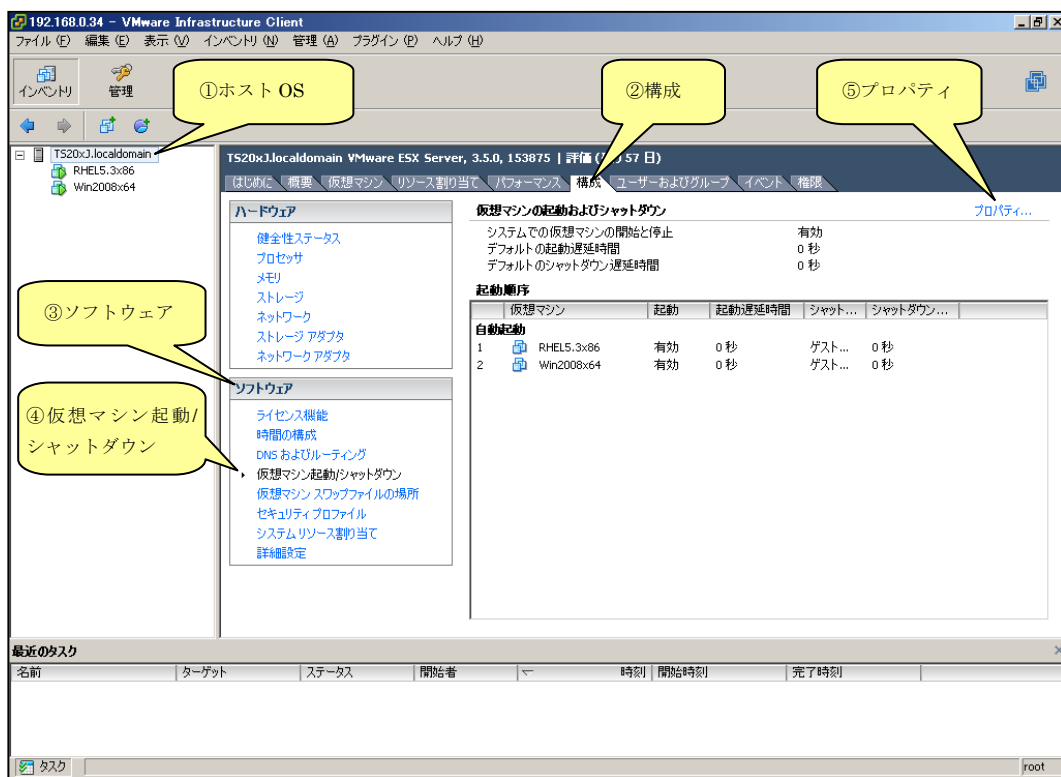 192.168.0.34 - VMware Infrastructure Client
ファイル (F) 編集 (E) 表示 (V) インベントリ (N) 管理 (A) プラグイン (P) ヘルプ (H)
インベントリ 管理
①ホスト OS
②構成
⑤プロパティ
TS20xJ.localdomain
RHEL5.3x86
Win2008x64
TS20xJ.localdomain VMware ESX Server, 3.5.0, 153875 | 評価 ( 57 日)
はじめに 概要 仮想マシン リソース割り当て パフォーマンス 構成 ユーザーおよびグループ イベント 権限
ハードウェア
健全性ステータス
プロセッサ
メモリ
ストレージ
ネットワーク
ストレージ アダプタ
ネットワーク アダプタ
③ソフトウェア
ソフトウェア
ライセンス機能
時間の構成
DNS およびルーティング
仮想マシン起動/シャットダウン
仮想マシン スワップファイルの場所
セキュリティ プロファイル
システム リソース割り当て
詳細設定
④仮想マシン起動/
シャットダウン
仮想マシンの起動およびシャットダウン プロパティ...
システムでの仮想マシンの開始と停止 有効
デフォルトの起動遅延時間 0 秒
デフォルトのシャットダウン遅延時間 0 秒
起動順序
仮想マシン 起動 起動遅延時間 シャット... シャットダウン...
自動起動
1 RHEL5.3x86 有効 0 秒 ゲスト... 0 秒
2 Win2008x64 有効 0 秒 ゲスト... 0 秒
最近のタスク
名前 ターゲット ステータス 開始者 時刻 開始時刻 完了時刻
タスク root